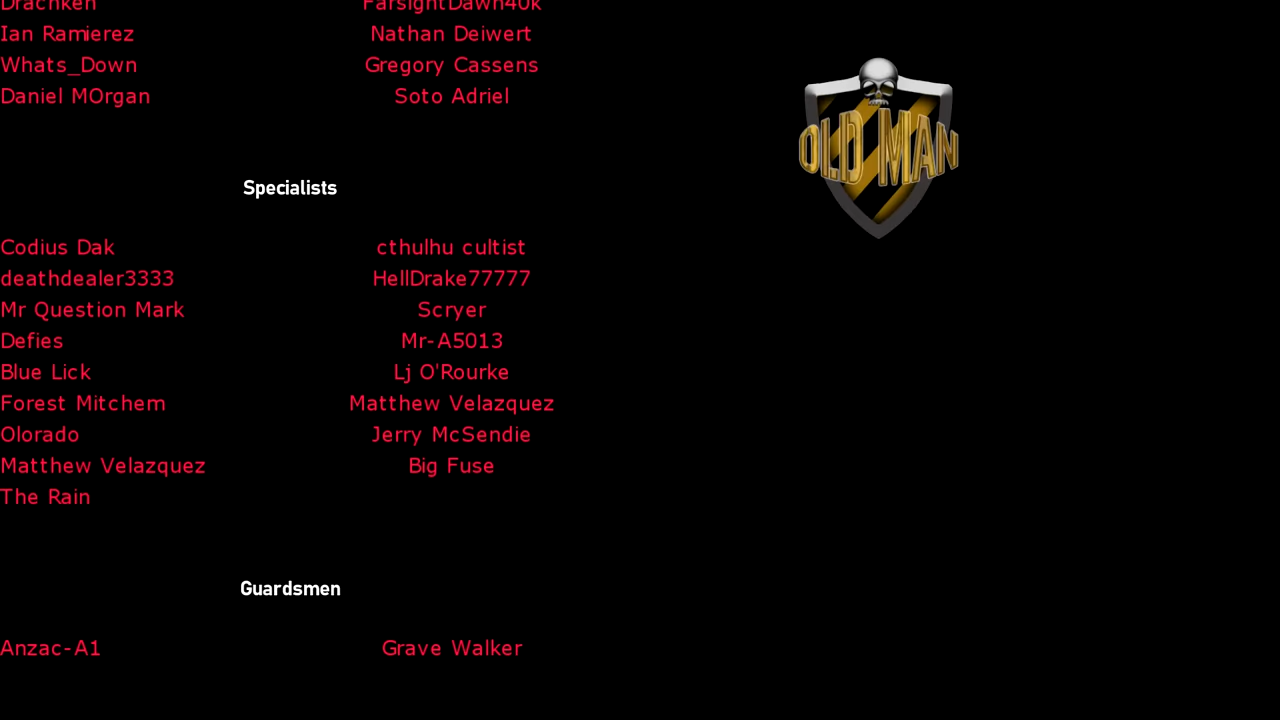 Drachken FarsightDawn40k
Ian Ramierez Nathan Deiwert
Whats_Down Gregory Cassens
Daniel MOrgan Soto Adriel
OLD MAN
Specialists
Codius Dak cthulhu cultist
deathdealer3333 HellDrake77777
Mr Question Mark Scryer
Defies Mr-A5013
Blue Lick Lj O'Rourke
Forest Mitchem Matthew Velazquez
Olorado Jerry McSendie
Matthew Velazquez Big Fuse
The Rain
Guardsmen
Anzac-A1 Grave Walker